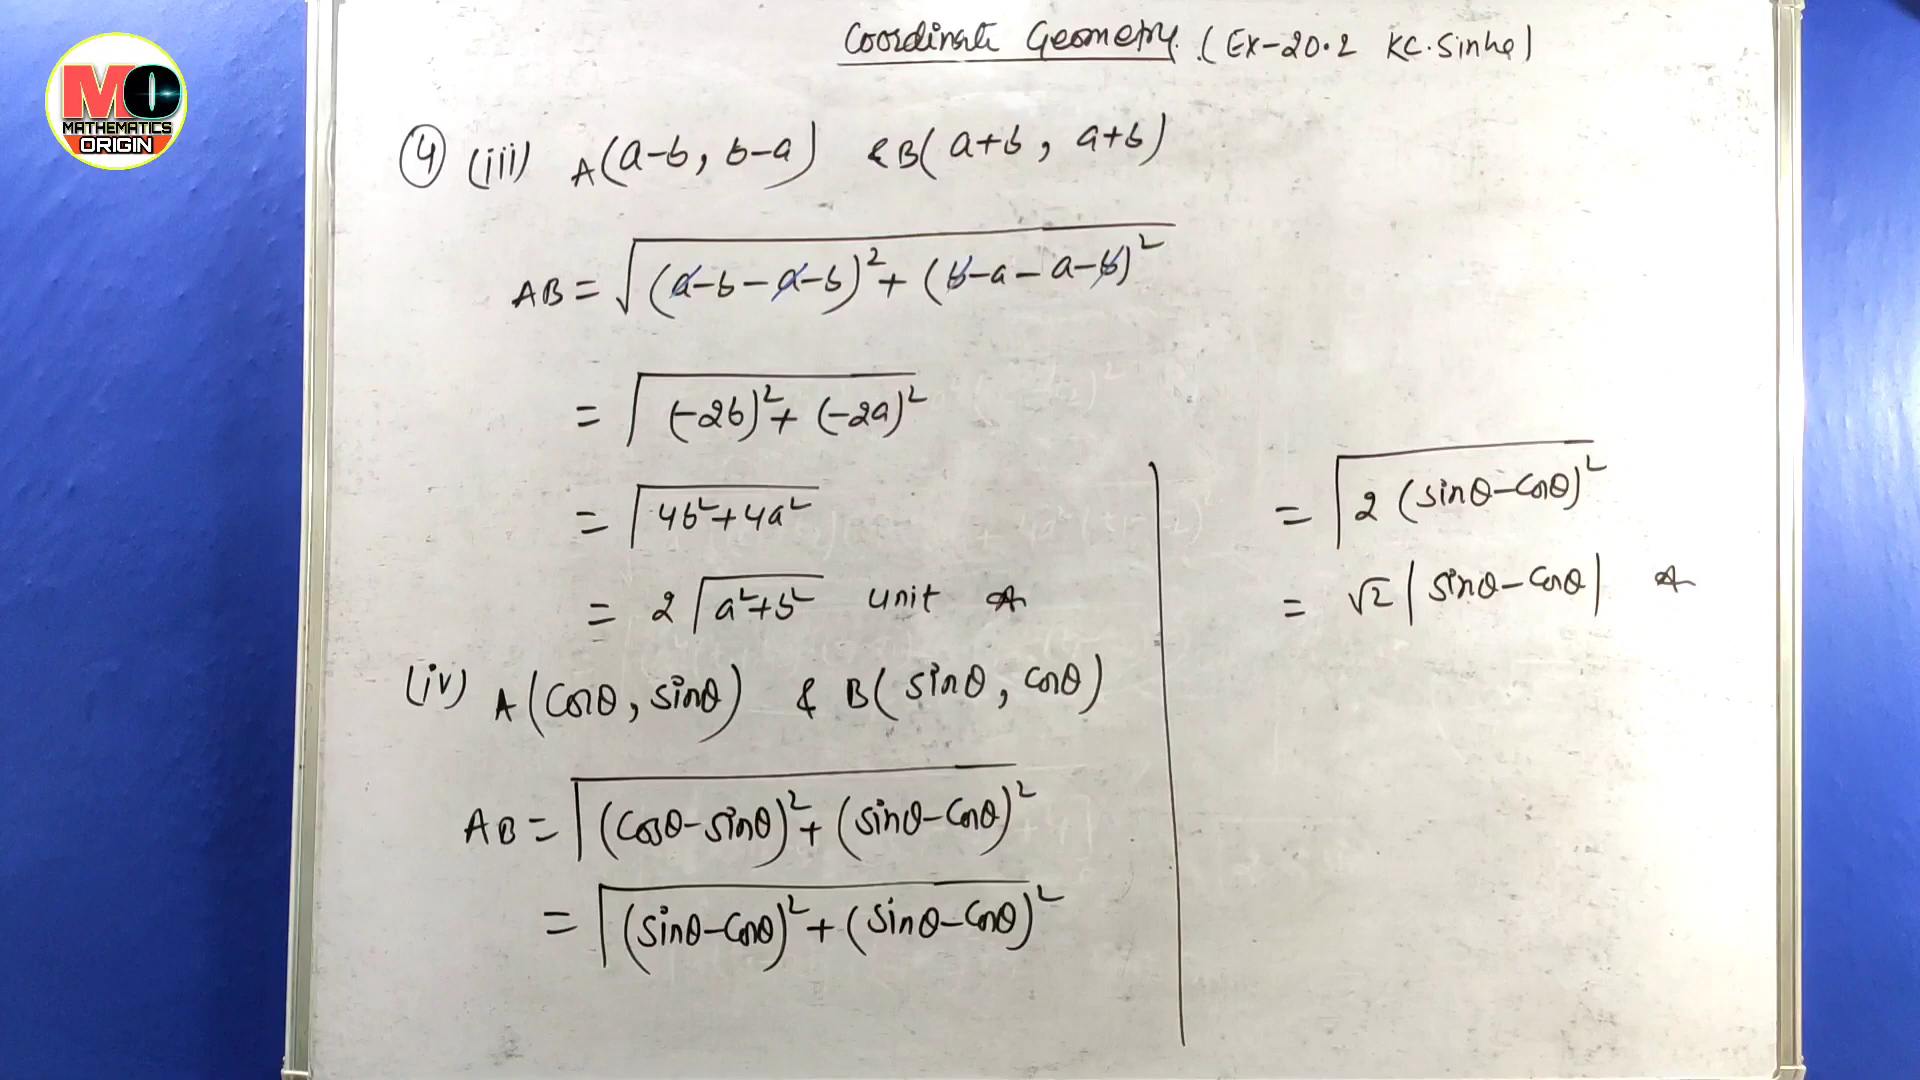 MO
MATHEMATICS
ORIGIN
Coordinate Geometry. (Ex-20.2 KC. Sinha)
④ (iii) A(a-b, b-a) & B(a+b, a+b)
AB = √((a-b-a-b)² + (b-a-a-b)²)
= √((-2b)² + (-2a)²)
= √(4b²+4a²)
= 2√(a²+b²) unit
(iv) A(cosθ, sinθ) & B(sinθ, cosθ)
AB = √((cosθ-sinθ)² + (sinθ-cosθ)²)
= √((sinθ-cosθ)² + (sinθ-cosθ)²)
= √(2 (sinθ-cosθ)²)
= √2 |sinθ-cosθ|